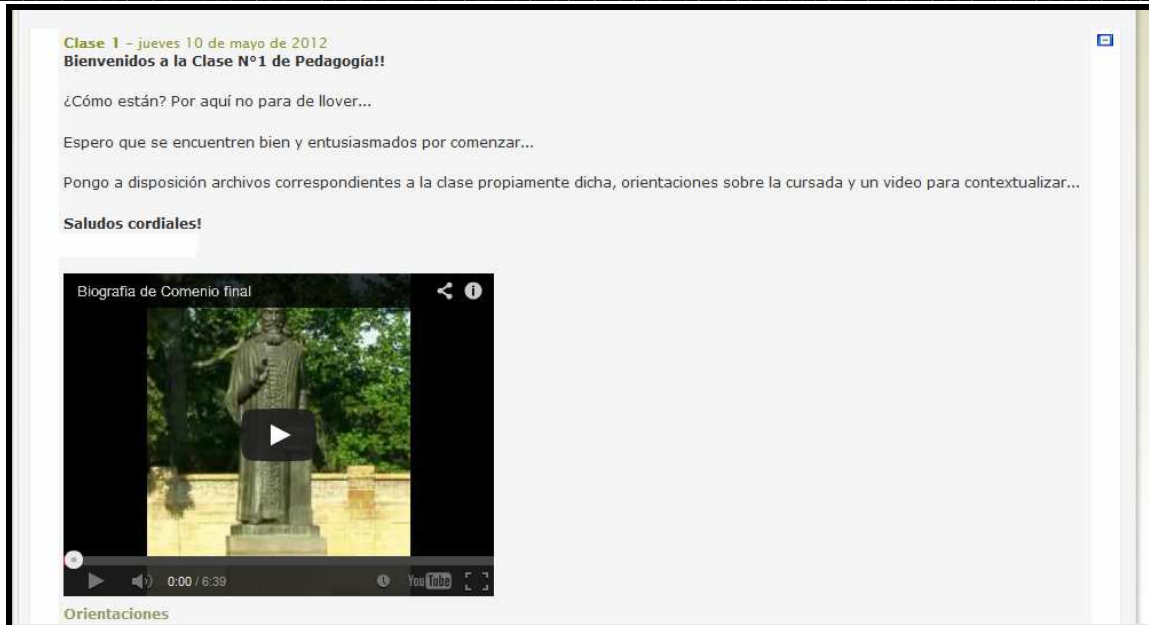 Clase 1 – jueves 10 de mayo de 2012
Bienvenidos a la Clase Nº1 de Pedagogía!!
¿Cómo están? Por aquí no para de llover...
Espero que se encuentren bien y entusiasmados por comenzar...
Pongo a disposición archivos correspondientes a la clase propiamente dicha, orientaciones sobre la cursada y un video para contextualizar...
Saludos cordiales!
Biografia de Comenio final
0:00 / 6:39
YouTube
Orientaciones